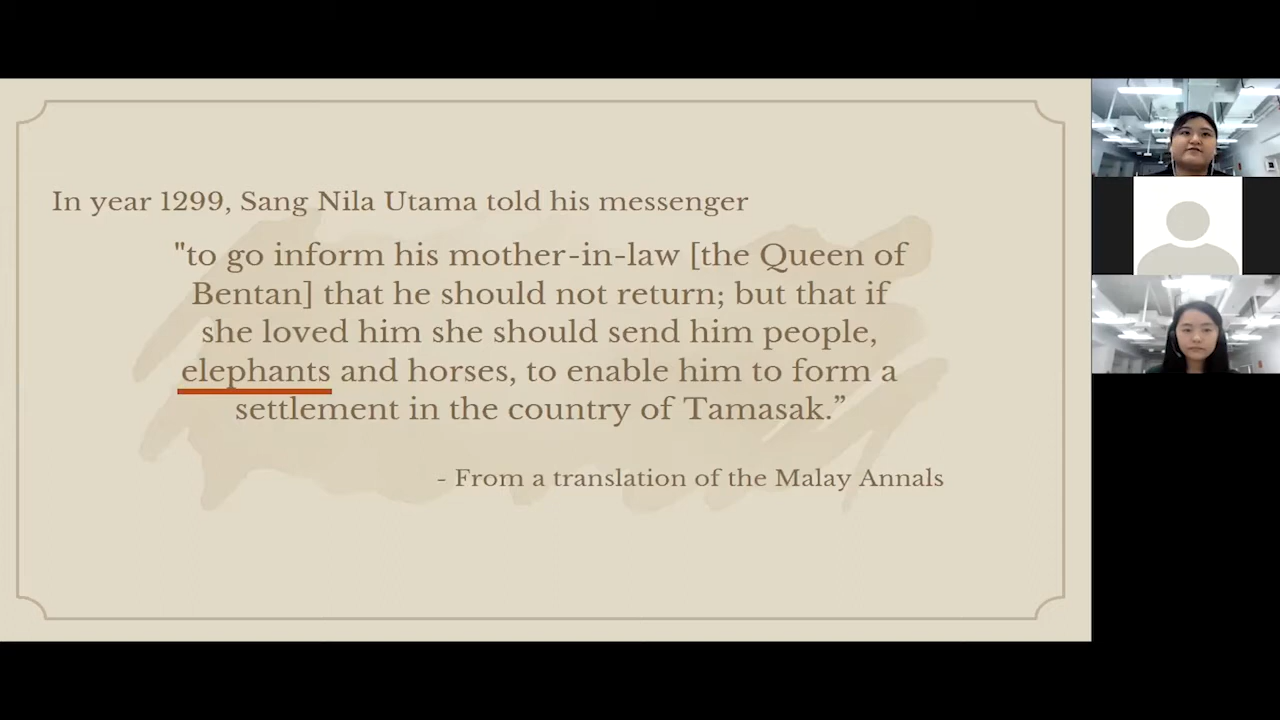 In year 1299, Sang Nila Utama told his messenger
"to go inform his mother-in-law [the Queen of
Bentan] that he should not return; but that if
she loved him she should send him people,
elephants and horses, to enable him to form a
settlement in the country of Tamasak.”
- From a translation of the Malay Annals